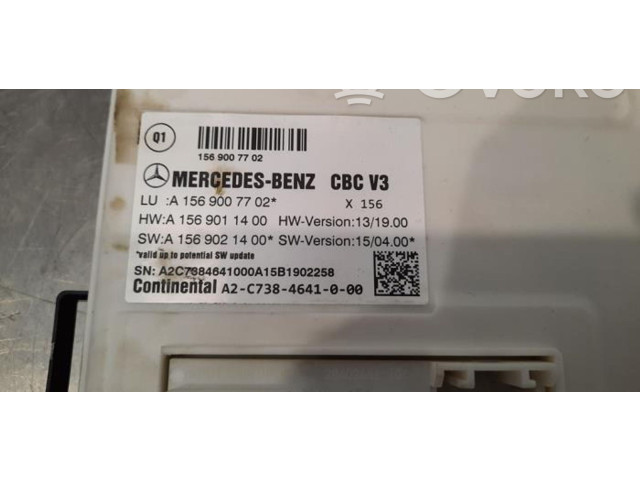 Q1
156 900 77 02
MERCEDES-BENZ CBC V3
LU :A 156 900 77 02* X 156
HW:A 156 901 14 00 HW-Version:13/19.00
SW:A 156 902 14 00* SW-Version:15/04.00*
*valid up to potential SW update
SN: A2C7384641000A15B1902258
Continental A2-C738-4641-0-00